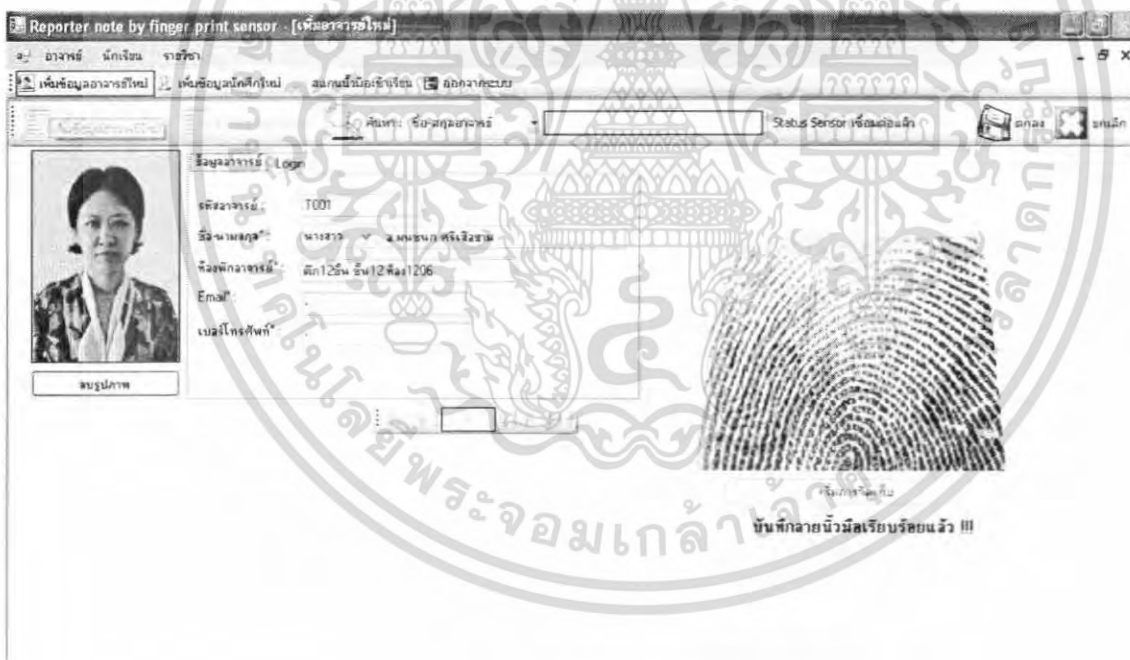 Reporter note by finger print sensor - [เพิ่มอาจารย์ใหม่]
อาจารย์ นักเรียน รายวิชา
เพิ่มข้อมูลอาจารย์ใหม่ เพิ่มข้อมูลนักศึกใหม่ สแกนนิ้วมือเข้าเรียน ออกจากระบบ
ค้นหา: ชื่อ-สกุลอาจารย์ Status Sensor เชื่อมต่อแล้ว ตกลง ยกเลิก
ข้อมูลอาจารย์ Login
รหัสอาจารย์ : T001
ชื่อ-นามสกุล* : นางสาว
ห้องพักอาจารย์* : ตึก12ชั้น ชั้น12 ห้อง1206
Email* :
เบอร์โทรศัพท์*
ลบรูปภาพ
บันทึกลายนิ้วมือเรียบร้อยแล้ว !!!
พระจอมเกล้า